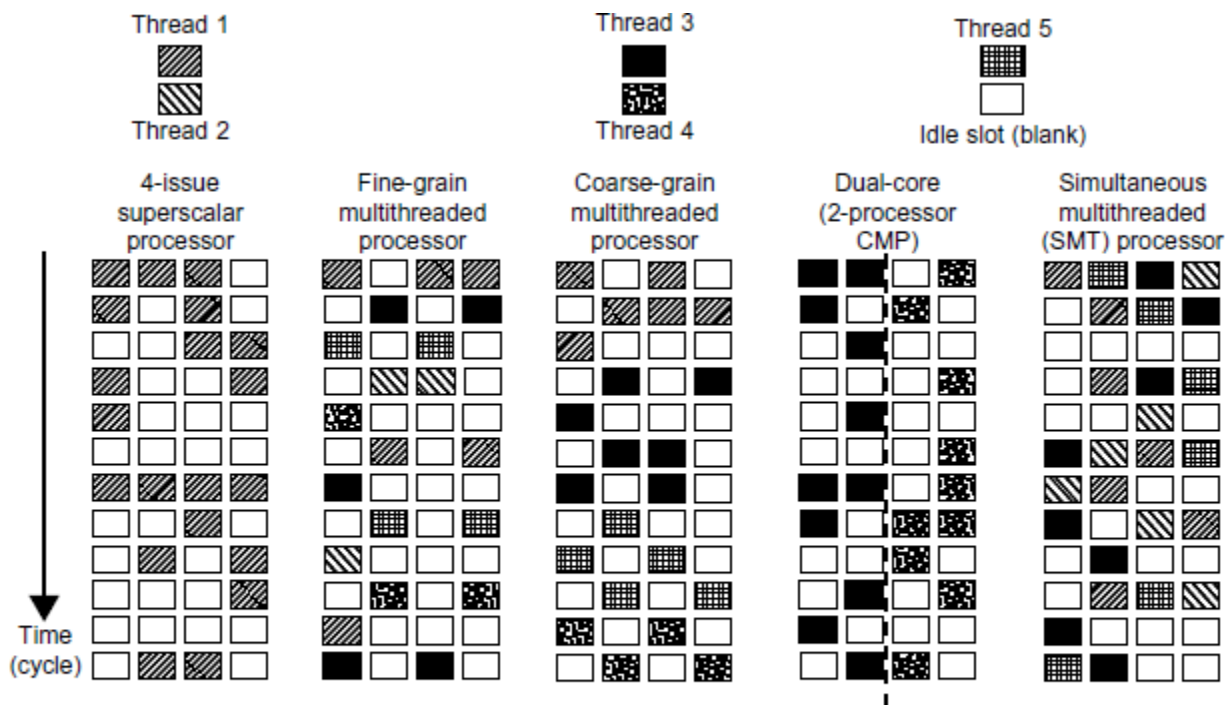 Thread 1
Thread 3
Thread 5
Thread 2
Thread 4
Idle slot (blank)
4-issue
superscalar
processor
Fine-grain
multithreaded
processor
Coarse-grain
multithreaded
processor
Dual-core
(2-processor
CMP)
Simultaneous
multithreaded
(SMT) processor
Time
(cycle)